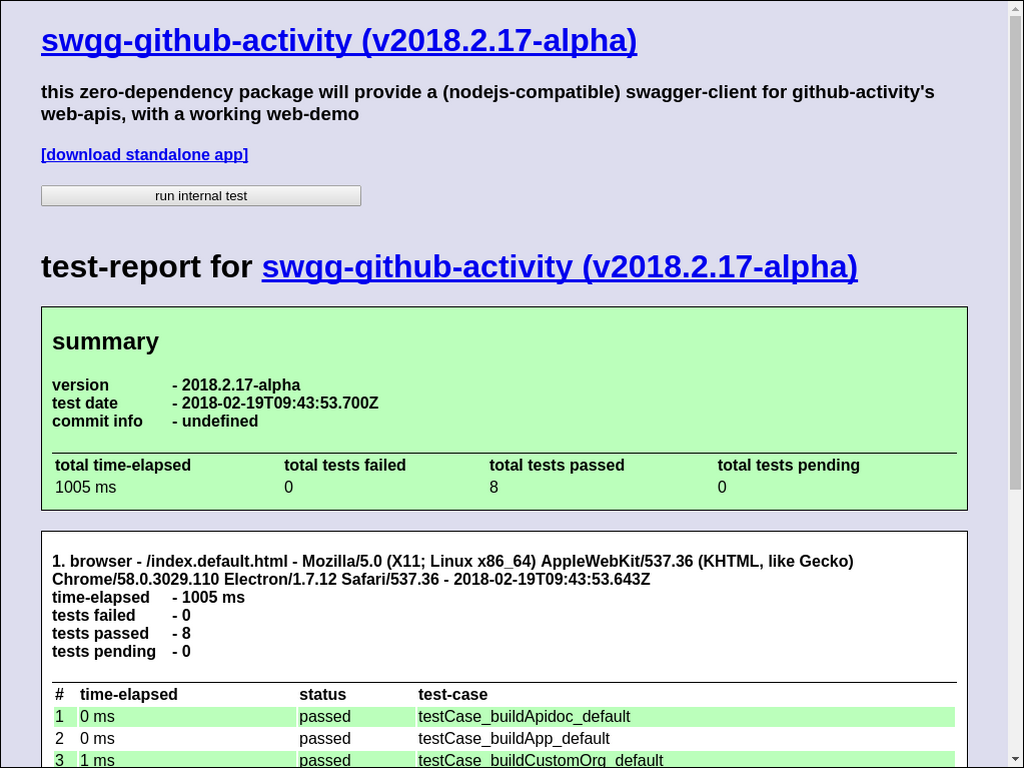 swgg-github-activity (v2018.2.17-alpha)
this zero-dependency package will provide a (nodejs-compatible) swagger-client for github-activity's
web-apis, with a working web-demo
[download standalone app]
run internal test
test-report for swgg-github-activity (v2018.2.17-alpha)
summary
version - 2018.2.17-alpha
test date - 2018-02-19T09:43:53.700Z
commit info - undefined
total time-elapsed total tests failed total tests passed total tests pending
1005 ms 0 8 0
1. browser - /index.default.html - Mozilla/5.0 (X11; Linux x86_64) AppleWebKit/537.36 (KHTML, like Gecko)
Chrome/58.0.3029.110 Electron/1.7.12 Safari/537.36 - 2018-02-19T09:43:53.643Z
time-elapsed - 1005 ms
tests failed - 0
tests passed - 8
tests pending - 0
# time-elapsed status test-case
1 0 ms passed testCase_buildApidoc_default
2 0 ms passed testCase_buildApp_default
3 1 ms passed testCase_buildCustomOrg_default